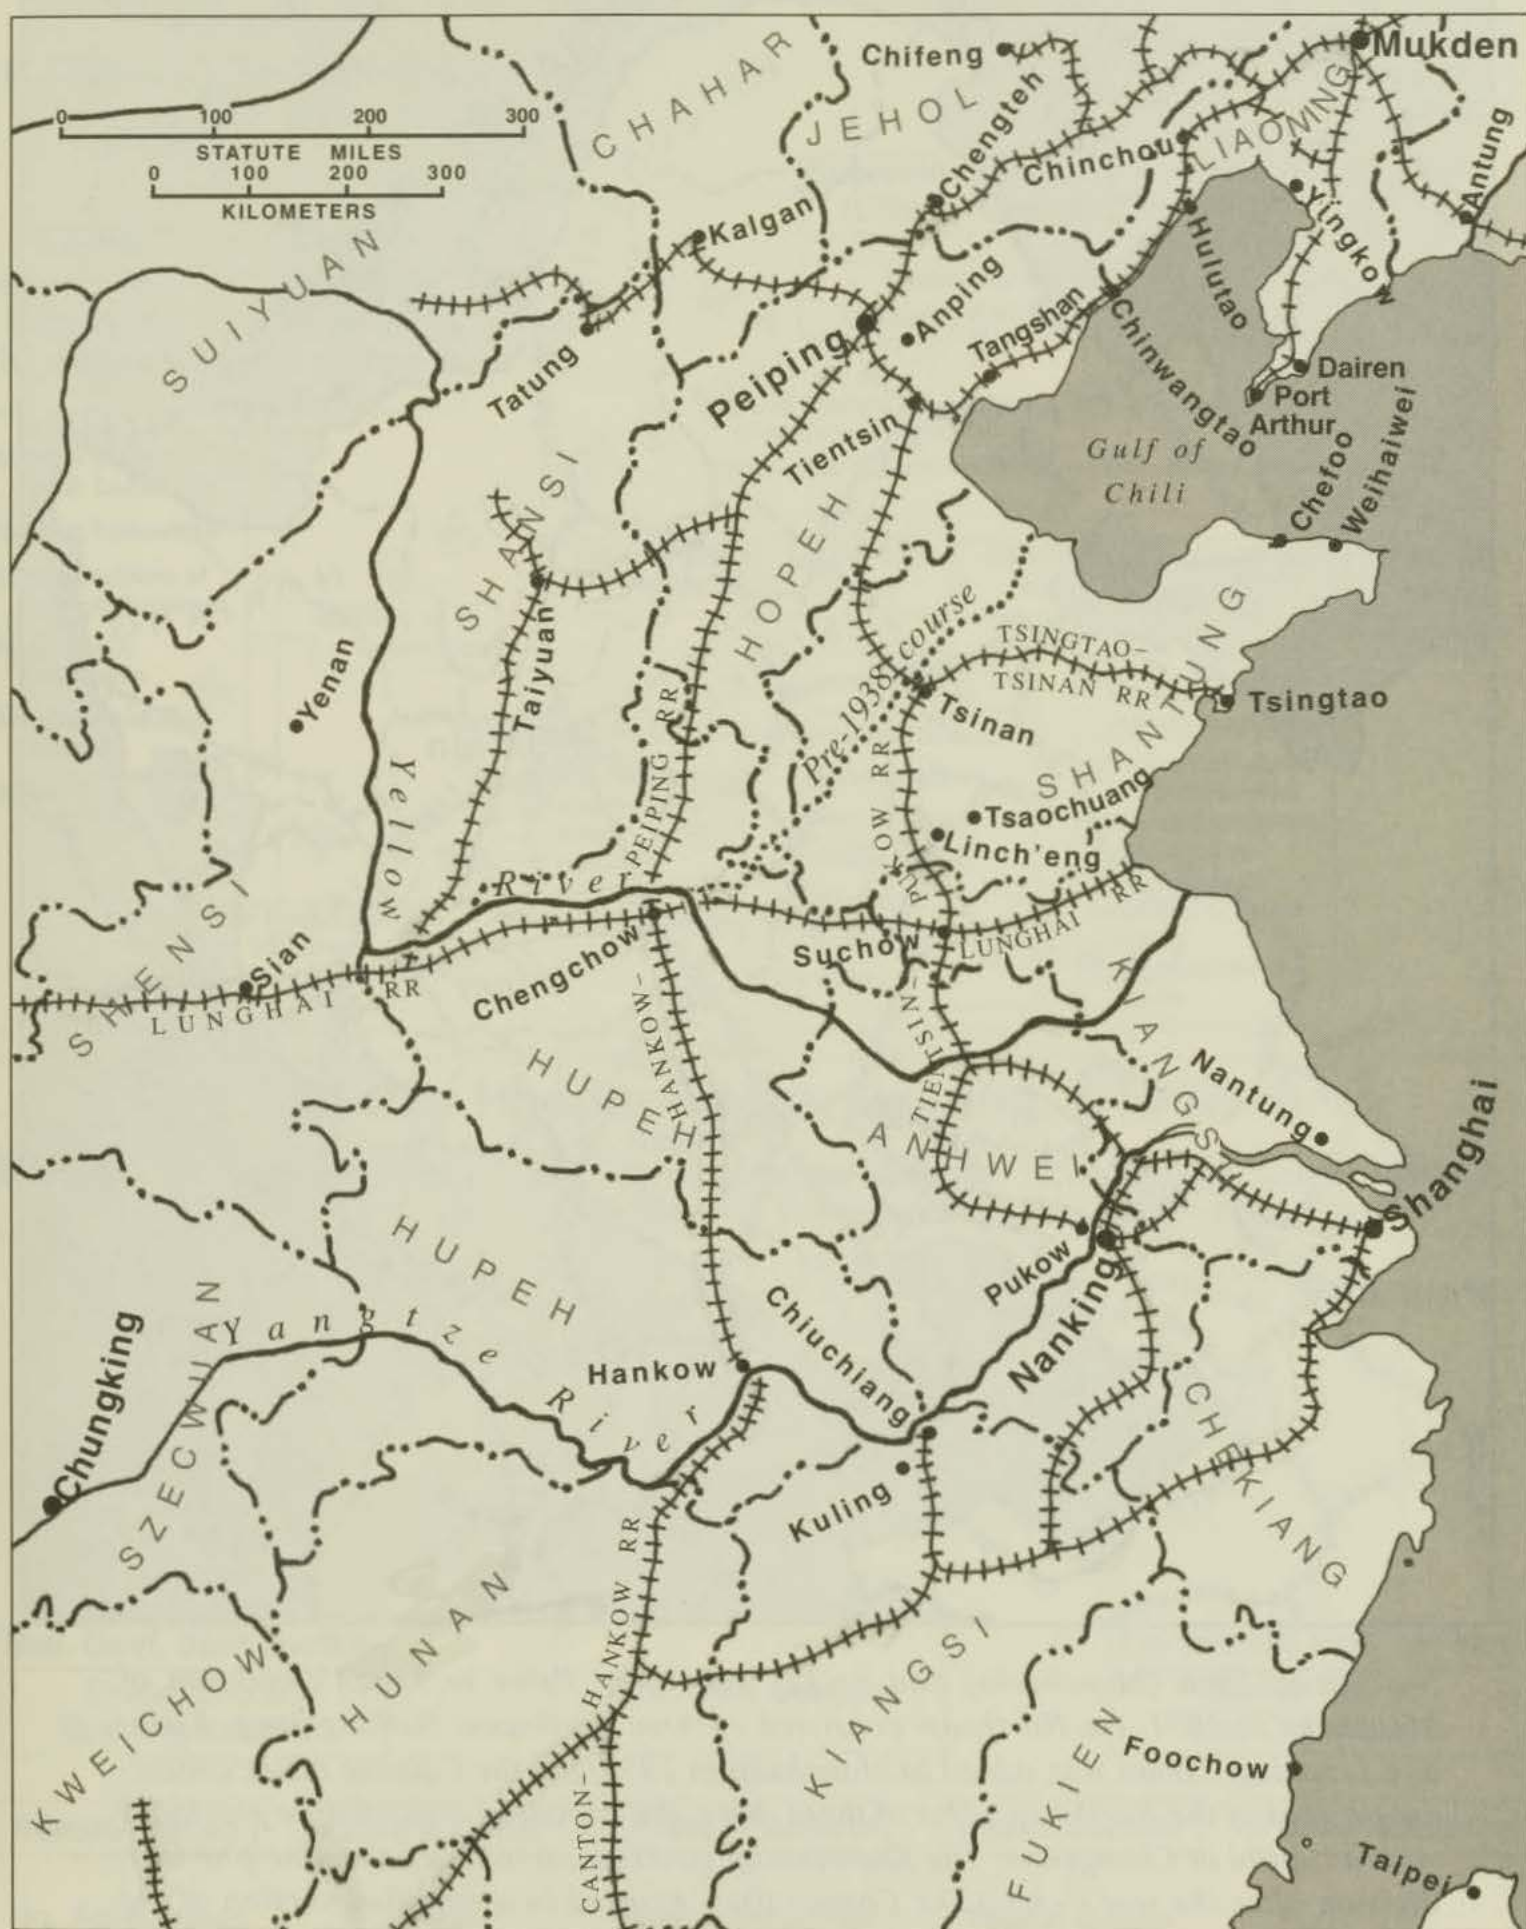 Mukden
Chifeng
CHAHAR
JEHOL
Chengteh
LIAONING
Antung
0 100 200 300
STATUTE MILES
0 100 200 300
KILOMETERS
Chinchou
Yingkow
Kalgan
Hulutao
SUIYUAN
Anping
Tangshan
Chinwangtao
Tatung
Peiping
Dairen
Port
Arthur
Tientsin
Gulf of
Chili
Chefoo
Weihaiwei
SHANSI
HOPEH
Pre-1938 course
TSINGTAO-
TSINAN RR
Yenan
Taiyuan
Tsinan
Tsingtao
SHANTUNG
Tsaochuang
Linch'eng
Yellow
River
PEIPING RR
PUKOW RR
SHENSI
Sian
LUNGHAI RR
Chengchow
Suchow
LUNGHAI RR
HANKOW-
TIENTSIN-
KIANGSU
HUPEH
Nantung
ANHWEI
Shanghai
HUPEH
Pukow
Nanking
Chungking
SZECWUAN
Yangtze
River
Hankow
Chiuchiang
CHEKIANG
Kuling
HUNAN
KWEICHOW
CANTON-HANKOW RR
KIANGSI
FUKIEN
Foochow
Taipei